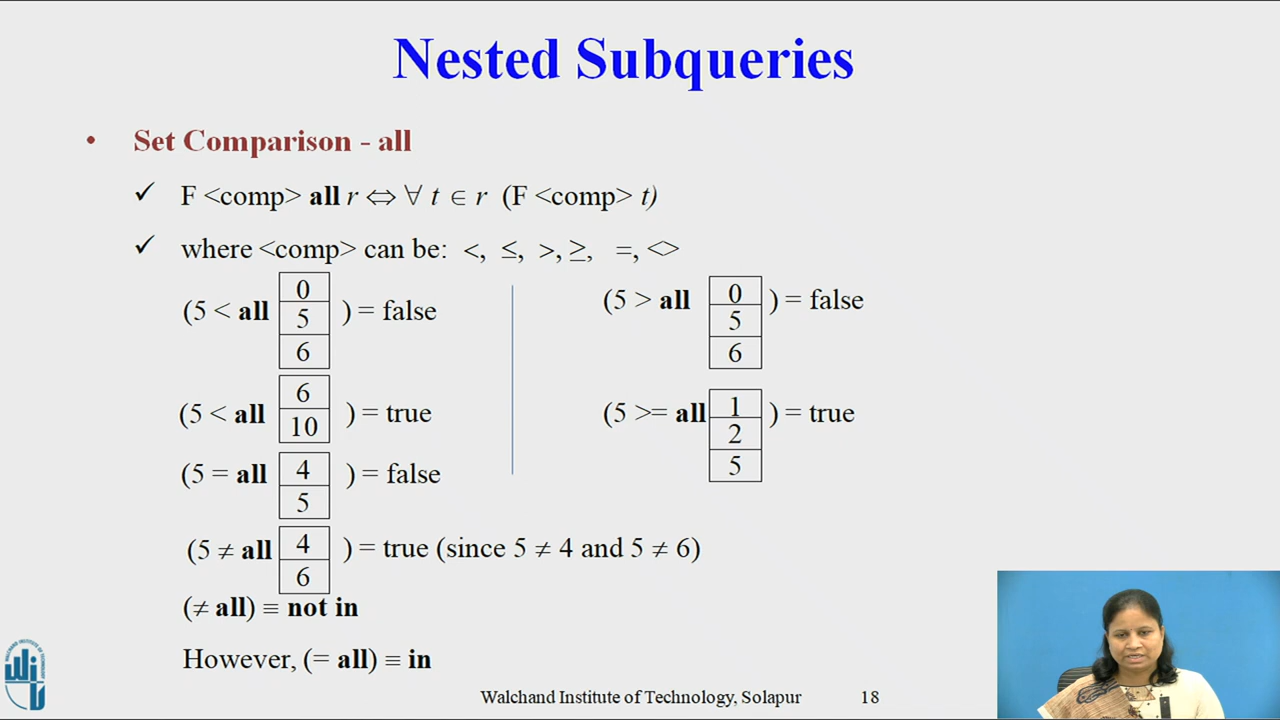 Nested Subqueries
• Set Comparison - all
✓ F <comp> all r ⇔ ∀ t ∈ r (F <comp> t)
✓ where <comp> can be: <, ≤, >, ≥, =, <>
(5 < all
0
5
6
) = false
(5 < all
6
10
) = true
(5 = all
4
5
) = false
(5 ≠ all
4
6
) = true (since 5 ≠ 4 and 5 ≠ 6)
(≠ all) ≡ not in
However, (= all) ≡ in
(5 > all
0
5
6
) = false
(5 >= all
1
2
5
) = true
Walchand Institute of Technology, Solapur 18